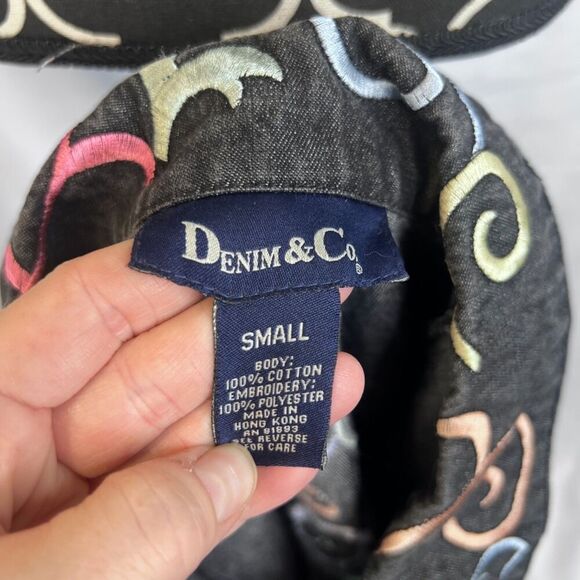 DENIM & CO.®
SMALL
BODY:
100% COTTON
EMBROIDERY:
100% POLYESTER
MADE IN
HONG KONG
RN 91893
SEE REVERSE
FOR CARE